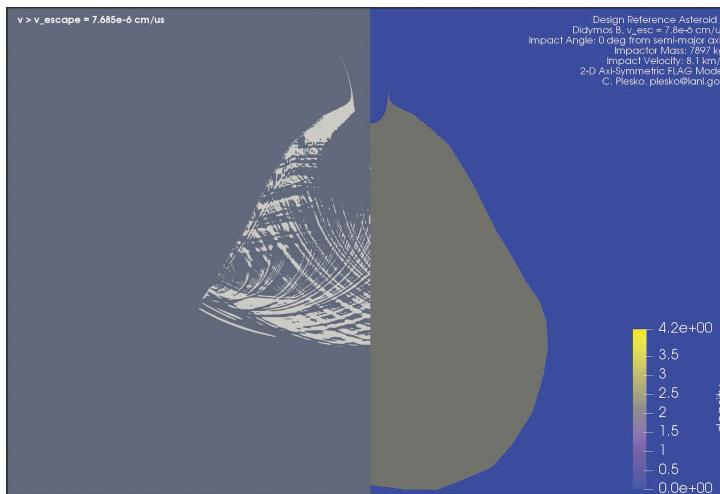 v > v_escape = 7.685e-6 cm/us
Design Reference Asteroid
Didymos B, v_esc = 7.8e-6 cm/u
Impact Angle: 0 deg from semi-major ax
Impactor Mass: 7897 k
Impact Velocity: 8.1 km/
2-D Axi-Symmetric FLAG Mode
C. Plesko, plesko@lanl.go
4.2e+00
3.5
3
2.5
2
1.5
1
0.5
0.0e+00